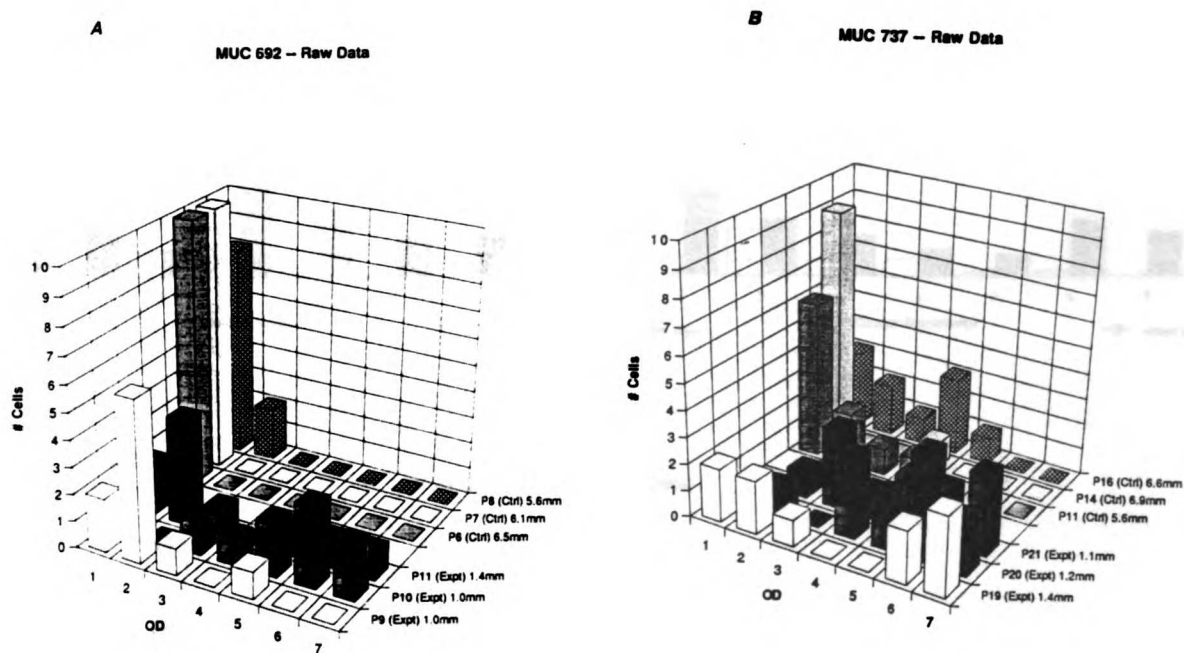 A
MUC 692 – Raw Data
10
9
8
7
6
5
4
3
2
1
0
# Cells
1
2
3
4
5
6
7
OD
P8 (Ctrl) 5.6mm
P7 (Ctrl) 6.1mm
P6 (Ctrl) 6.5mm
P11 (Expt) 1.4mm
P10 (Expt) 1.0mm
P9 (Expt) 1.0mm
B
MUC 737 – Raw Data
10
9
8
7
6
5
4
3
2
1
0
# Cells
1
2
3
4
5
6
7
OD
P16 (Ctrl) 6.6mm
P14 (Ctrl) 6.9mm
P11 (Ctrl) 5.6mm
P21 (Expt) 1.1mm
P20 (Expt) 1.2mm
P19 (Expt) 1.4mm